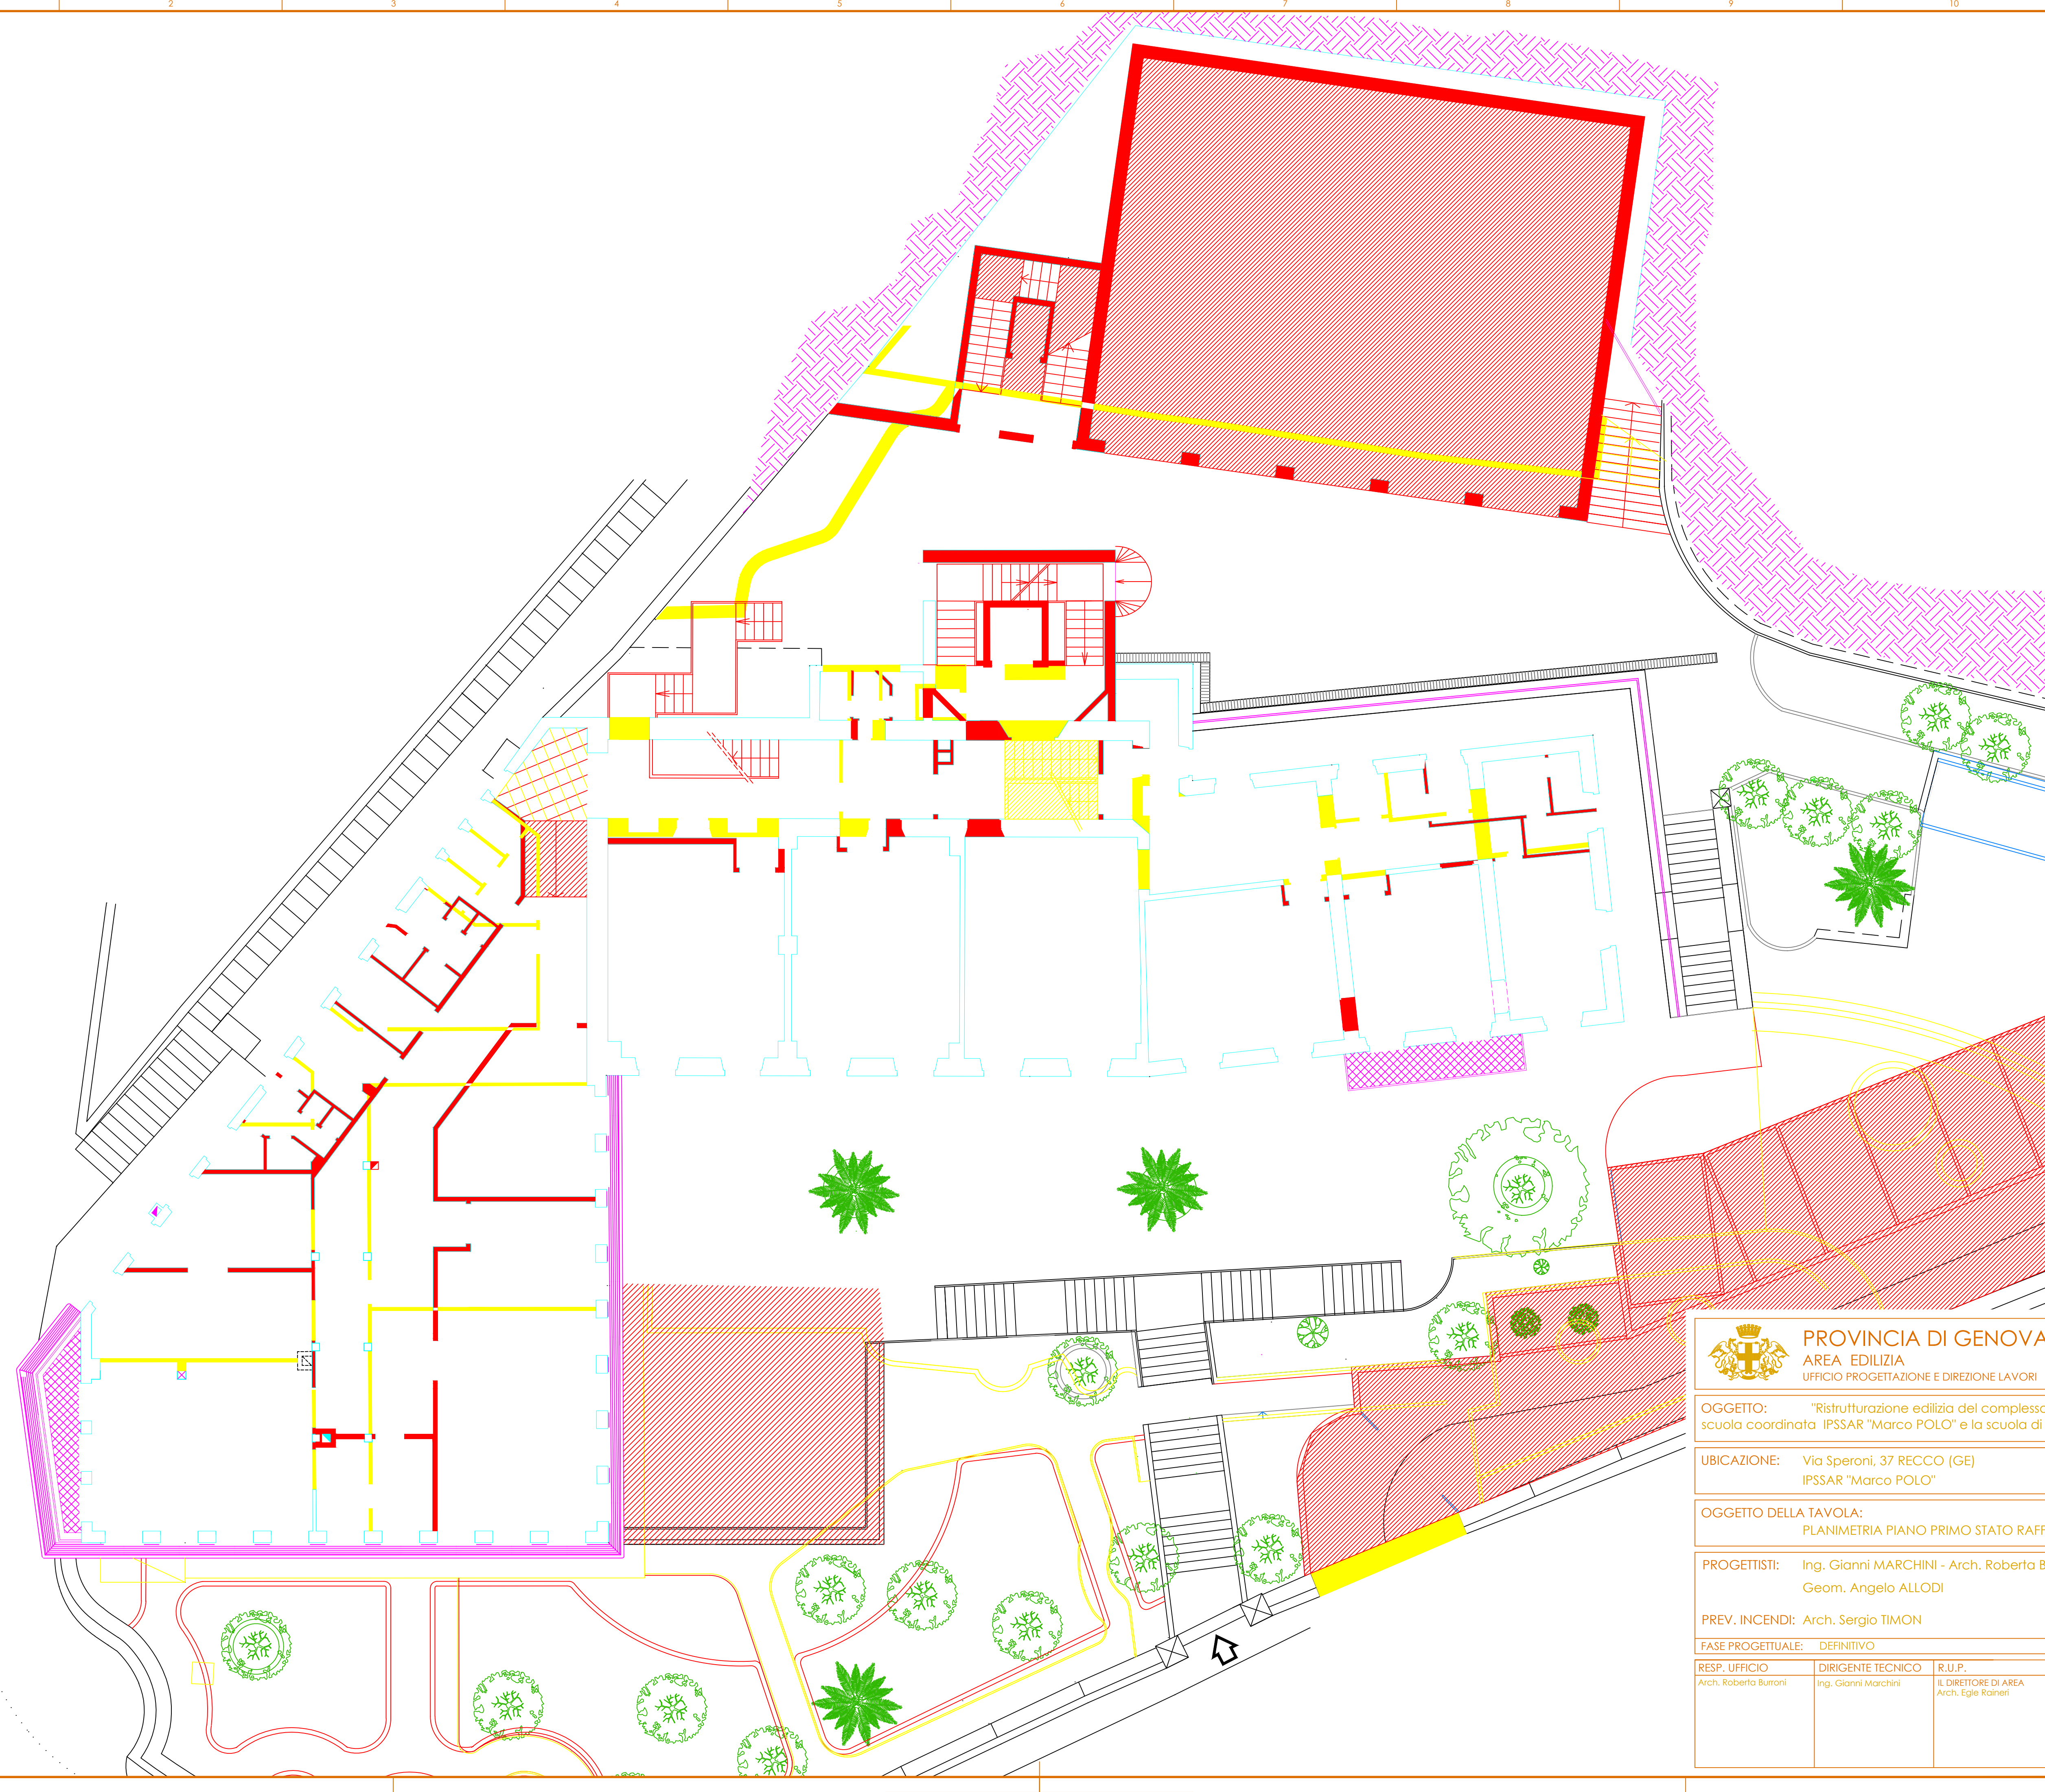 2 3 4 5 6 7 8 9 10
PROVINCIA DI GENOVA
AREA EDILIZIA
UFFICIO PROGETTAZIONE E DIREZIONE LAVORI
OGGETTO: "Ristrutturazione edilizia del complesso
scuola coordinata IPSSAR "Marco POLO" e la scuola di
UBICAZIONE: Via Speroni, 37 RECCO (GE)
IPSSAR "Marco POLO"
OGGETTO DELLA TAVOLA:
PLANIMETRIA PIANO PRIMO STATO RAFF
PROGETTISTI: Ing. Gianni MARCHINI - Arch. Roberta B
Geom. Angelo ALLODI
PREV. INCENDI: Arch. Sergio TIMON
FASE PROGETTUALE: DEFINITIVO
RESP. UFFICIO DIRIGENTE TECNICO R.U.P.
Arch. Roberta Burroni Ing. Gianni Marchini IL DIRETTORE DI AREA
Arch. Egle Raineri